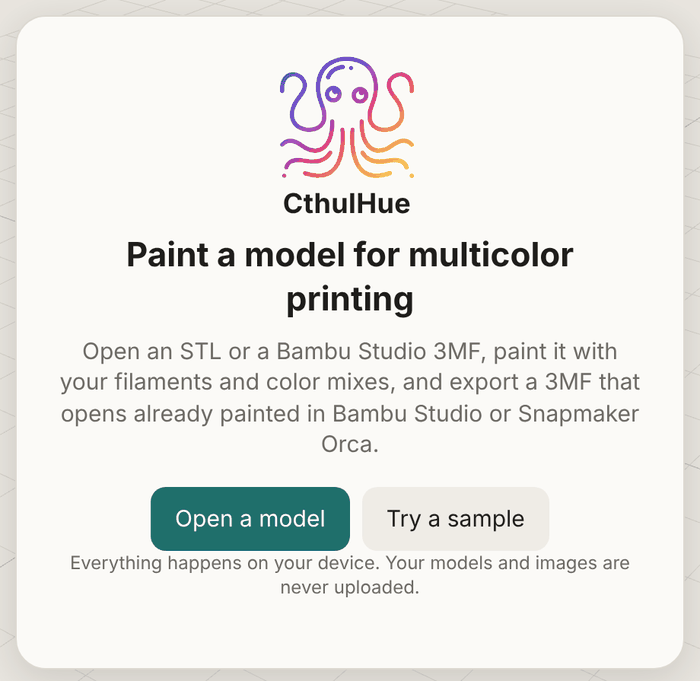 CthulHue
Paint a model for multicolor
printing
Open an STL or a Bambu Studio 3MF, paint it with
your filaments and color mixes, and export a 3MF that
opens already painted in Bambu Studio or Snapmaker
Orca.
Open a model
Try a sample
Everything happens on your device. Your models and images are
never uploaded.